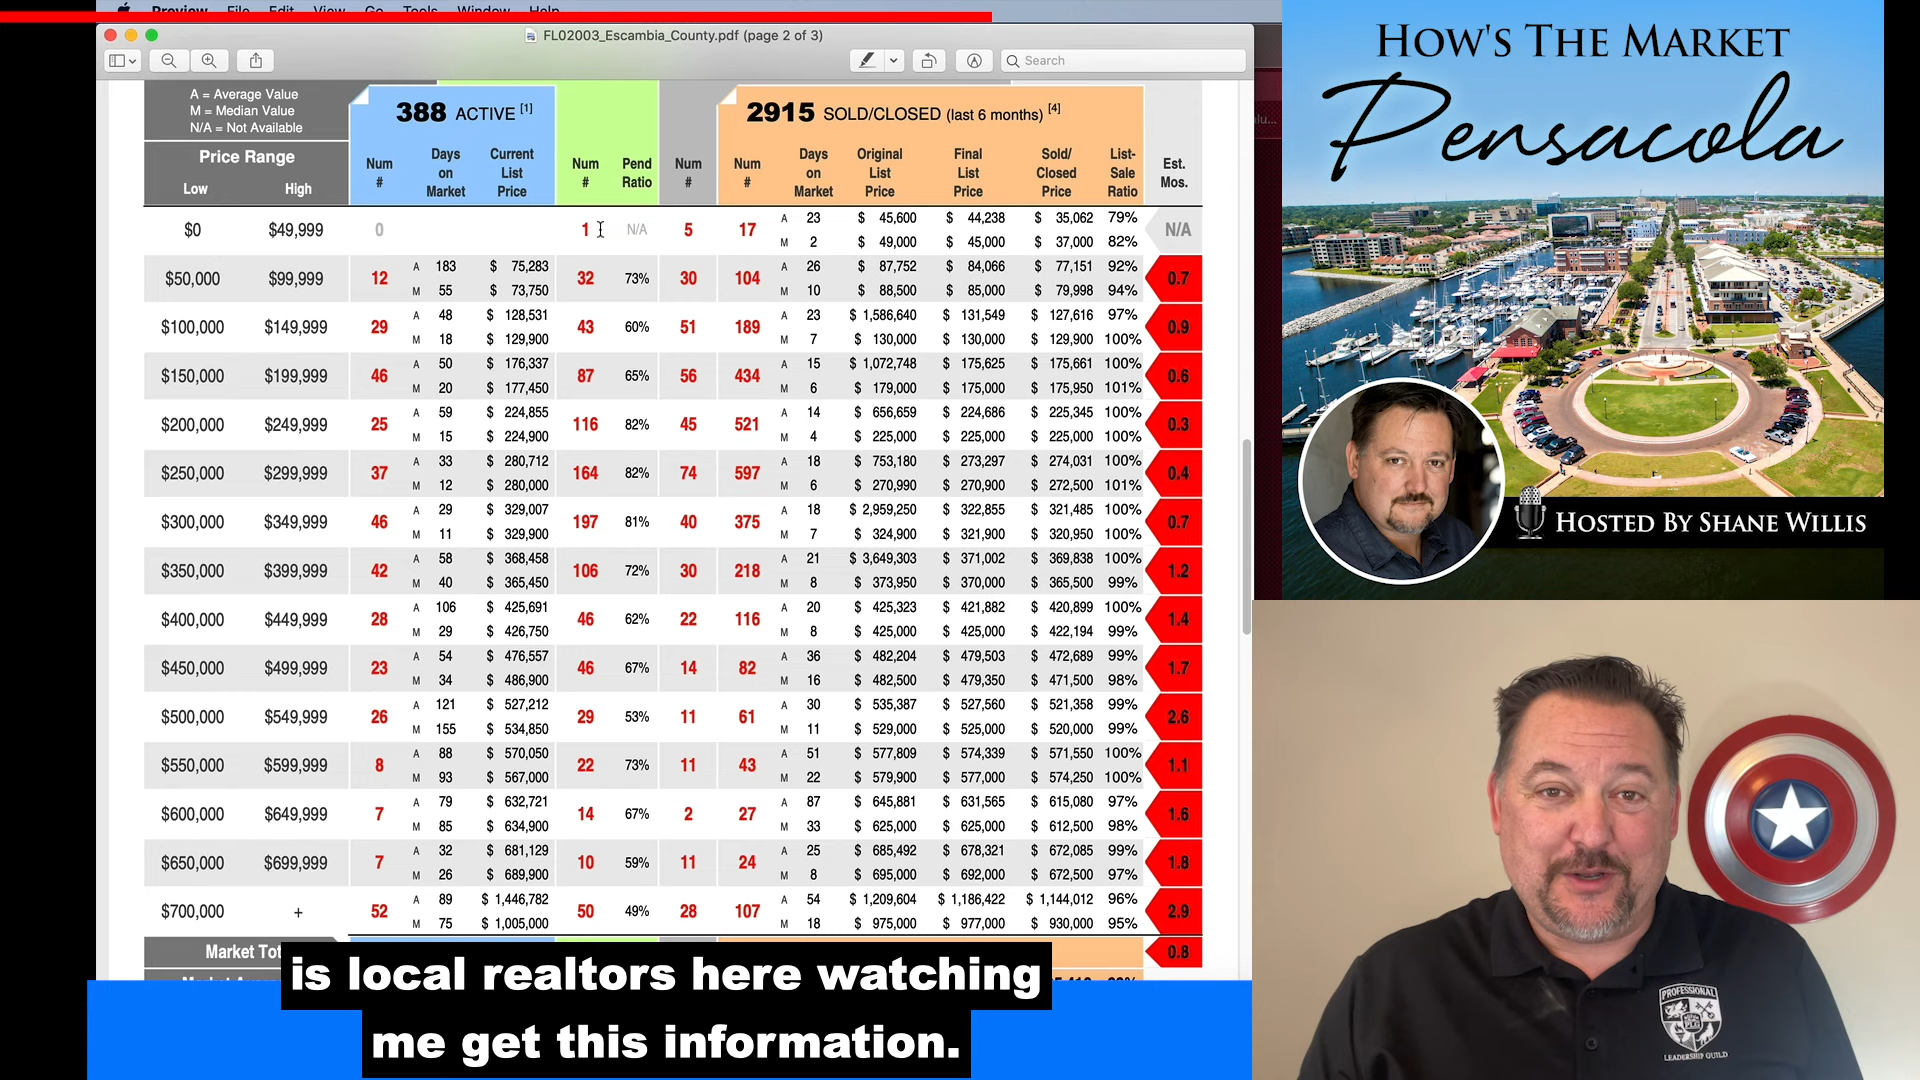 Preview File Edit View Go Tools Window Help
FL02003_Escambia_County.pdf (page 2 of 3)
Search
A = Average Value
M = Median Value
N/A = Not Available
388 ACTIVE [1]
2915 SOLD/CLOSED (last 6 months) [4]
Price Range
Low High
Num # Days on Market Current List Price Num # Pend Ratio Num # Num # Days on Market Original List Price Final List Price Sold/Closed Price List-Sale Ratio Est. Mos.
$0 $49,999 0 1 N/A 5 17 A 23 $ 45,600 $ 44,238 $ 35,062 79% N/A
M 2 $ 49,000 $ 45,000 $ 37,000 82%
$50,000 $99,999 12 A 183 $ 75,283 32 73% 30 104 A 26 $ 87,752 $ 84,066 $ 77,151 92% 0.7
M 55 $ 73,750 M 10 $ 88,500 $ 85,000 $ 79,998 94%
$100,000 $149,999 29 A 48 $ 128,531 43 60% 51 189 A 23 $ 1,586,640 $ 131,549 $ 127,616 97% 0.9
M 18 $ 129,900 M 7 $ 130,000 $ 130,000 $ 129,900 100%
$150,000 $199,999 46 A 50 $ 176,337 87 65% 56 434 A 15 $ 1,072,748 $ 175,625 $ 175,661 100% 0.6
M 20 $ 177,450 M 6 $ 179,000 $ 175,000 $ 175,950 101%
$200,000 $249,999 25 A 59 $ 224,855 116 82% 45 521 A 14 $ 656,659 $ 224,686 $ 225,345 100% 0.3
M 15 $ 224,900 M 4 $ 225,000 $ 225,000 $ 225,000 100%
$250,000 $299,999 37 A 33 $ 280,712 164 82% 74 597 A 18 $ 753,180 $ 273,297 $ 274,031 100% 0.4
M 12 $ 280,000 M 6 $ 270,990 $ 270,900 $ 272,500 101%
$300,000 $349,999 46 A 29 $ 329,007 197 81% 40 375 A 18 $ 2,959,250 $ 322,855 $ 321,485 100% 0.7
M 11 $ 329,900 M 7 $ 324,900 $ 321,900 $ 320,950 100%
$350,000 $399,999 42 A 58 $ 368,458 106 72% 30 218 A 21 $ 3,649,303 $ 371,002 $ 369,838 100% 1.2
M 40 $ 365,450 M 8 $ 373,950 $ 370,000 $ 365,500 99%
$400,000 $449,999 28 A 106 $ 425,691 46 62% 22 116 A 20 $ 425,323 $ 421,882 $ 420,899 100% 1.4
M 29 $ 426,750 M 8 $ 425,000 $ 425,000 $ 422,194 99%
$450,000 $499,999 23 A 54 $ 476,557 46 67% 14 82 A 36 $ 482,204 $ 479,503 $ 472,689 99% 1.7
M 34 $ 486,900 M 16 $ 482,500 $ 479,350 $ 471,500 98%
$500,000 $549,999 26 A 121 $ 527,212 29 53% 11 61 A 30 $ 535,387 $ 527,560 $ 521,358 99% 2.6
M 155 $ 534,850 M 11 $ 529,000 $ 525,000 $ 520,000 99%
$550,000 $599,999 8 A 88 $ 570,050 22 73% 11 43 A 51 $ 577,809 $ 574,339 $ 571,550 100% 1.1
M 93 $ 567,000 M 22 $ 579,900 $ 577,000 $ 574,250 100%
$600,000 $649,999 7 A 79 $ 632,721 14 67% 2 27 A 87 $ 645,881 $ 631,565 $ 615,080 97% 1.6
M 85 $ 634,900 M 33 $ 625,000 $ 625,000 $ 612,500 98%
$650,000 $699,999 7 A 32 $ 681,129 10 59% 11 24 A 25 $ 685,492 $ 678,321 $ 672,085 99% 1.8
M 26 $ 689,900 M 8 $ 695,000 $ 692,000 $ 672,500 97%
$700,000 + 52 A 89 $ 1,446,782 50 49% 28 107 A 54 $ 1,209,604 $ 1,186,422 $ 1,144,012 96% 2.9
M 75 $ 1,005,000 M 18 $ 975,000 $ 977,000 $ 930,000 95%
Market Tot 0.8
is local realtors here watching
me get this information.
HOW'S THE MARKET
Pensacola
HOSTED BY SHANE WILLIS
PROFESSIONAL
PLG
LEADERSHIP GUILD